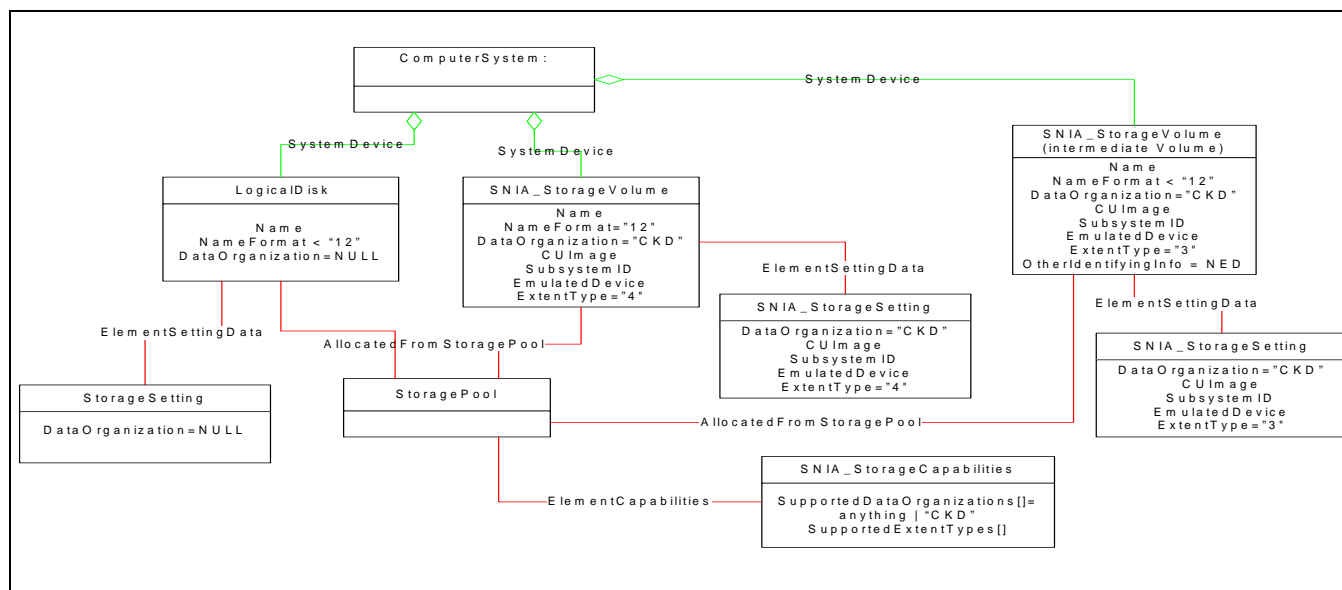 ComputerSystem:
SystemDevice
SystemDevice
SystemDevice
LogicalDisk
Name
NameFormat < “12”
DataOrganization=NULL
SNIA_StorageVolume
Name
NameFormat="12"
DataOrganization="CKD"
CUImage
SubsystemID
EmulatedDevice
ExtentType="4"
SNIA_StorageVolume
(intermediate Volume)
Name
NameFormat < “12”
DataOrganization="CKD"
CUImage
SubsystemID
EmulatedDevice
ExtentType="3"
OtherIdentifyingInfo = NED
ElementSettingData
ElementSettingData
ElementSettingData
AllocatedFromStoragePool
SNIA_StorageSetting
DataOrganization="CKD"
CUImage
SubsystemID
EmulatedDevice
ExtentType="4"
SNIA_StorageSetting
DataOrganization="CKD"
CUImage
SubsystemID
EmulatedDevice
ExtentType="3"
StorageSetting
DataOrganization=NULL
StoragePool
AllocatedFromStoragePool
ElementCapabilities
SNIA_StorageCapabilities
SupportedDataOrganizations[]=
anything | “CKD”
SupportedExtentTypes[]